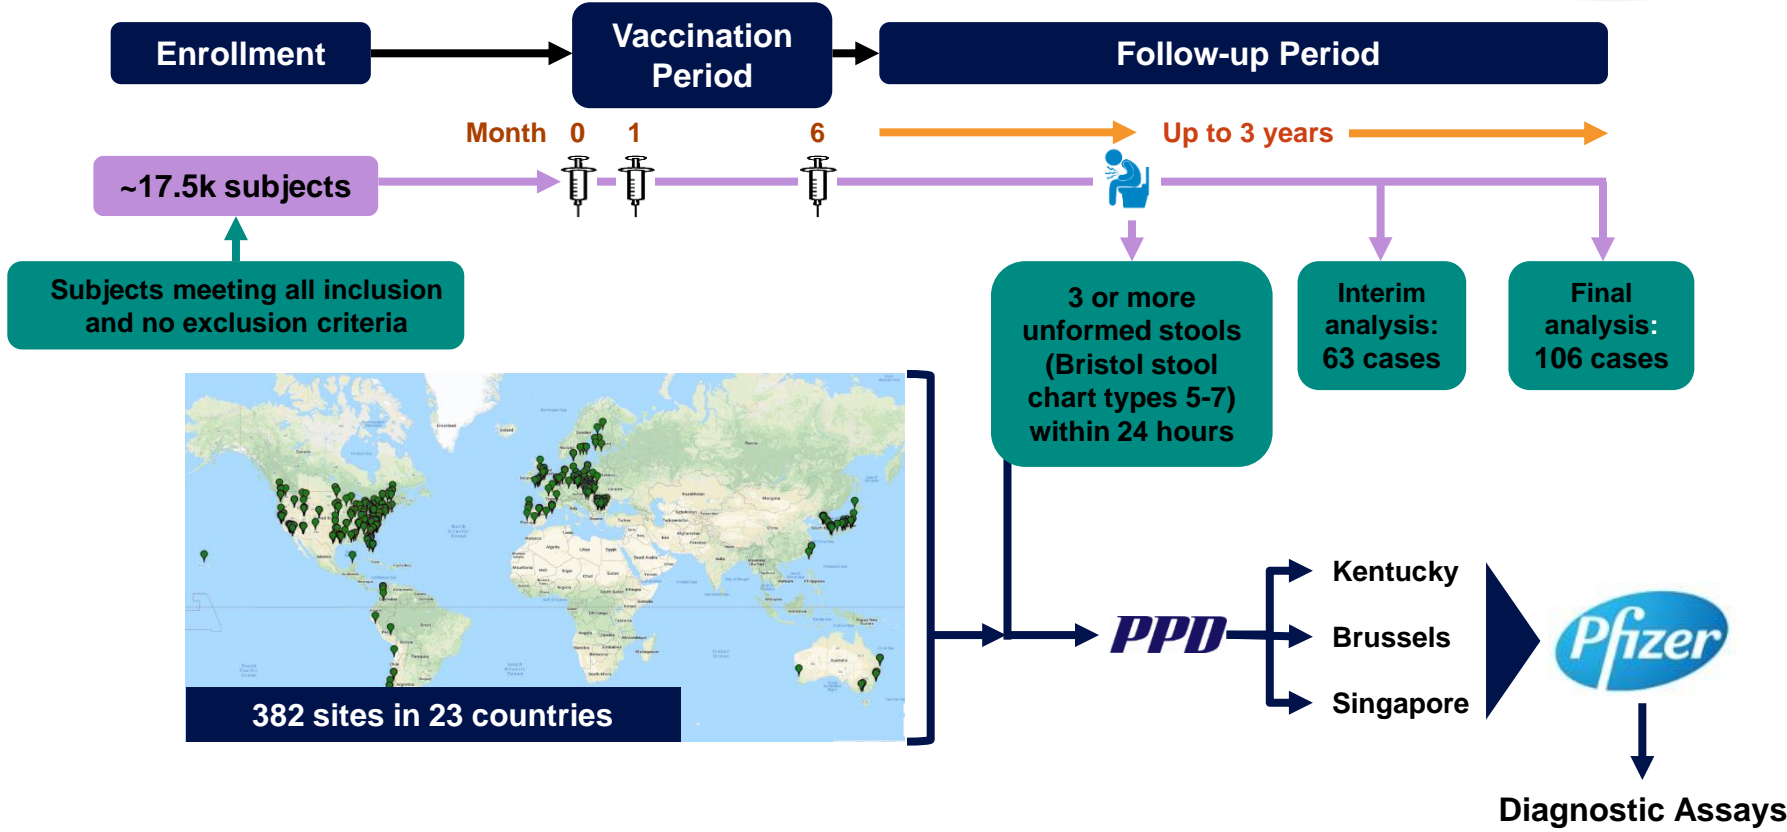 Enrollment
Vaccination
Period
Follow-up Period
Month 0 1 6
Up to 3 years
~17.5k subjects
Subjects meeting all inclusion
and no exclusion criteria
3 or more
unformed stools
(Bristol stool
chart types 5-7)
within 24 hours
Interim
analysis:
63 cases
Final
analysis:
106 cases
382 sites in 23 countries
PPD
Kentucky
Brussels
Singapore
Pfizer
Diagnostic Assays